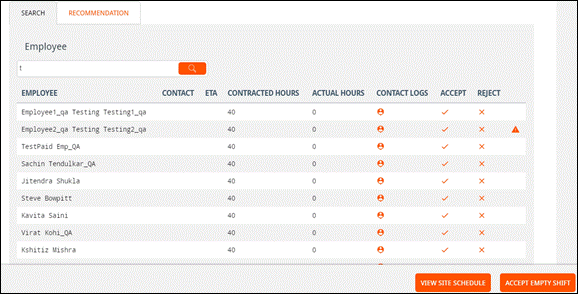 SEARCH RECOMMENDATION
Employee
t
EMPLOYEE CONTACT ETA CONTRACTED HOURS ACTUAL HOURS CONTACT LOGS ACCEPT REJECT
Employee1_qa Testing Testing1_qa 40 0
Employee2_qa Testing Testing2_qa 40 0
TestPaid Emp_QA 40 0
Sachin Tendulkar_QA 40 0
Jitendra Shukla 40 0
Steve Bowpitt 40 0
Kavita Saini 40 0
Virat Kohi_QA 40 0
Kshitiz Mishra 40 0
VIEW SITE SCHEDULE ACCEPT EMPTY SHIFT